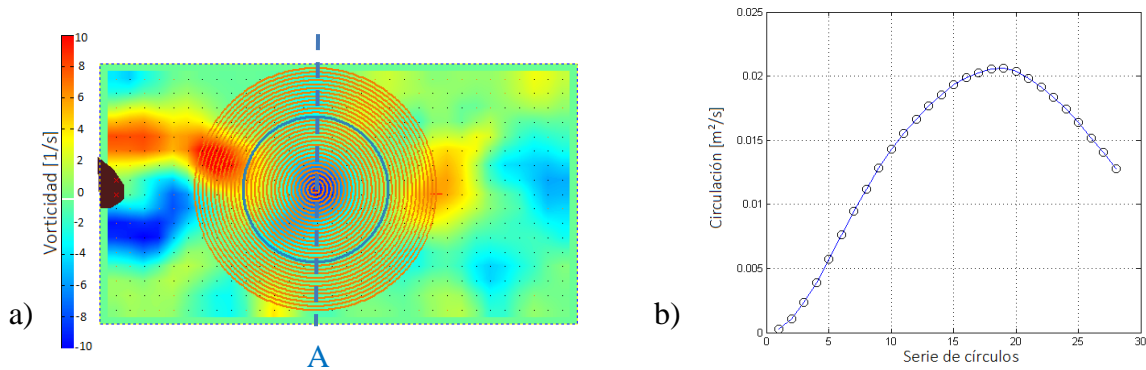 10
8
6
4
2
0
-2
-4
-6
-8
-10
Vorticidad [1/s]
a)
A
b)
0.025
0.02
0.015
0.01
0.005
0
Circulación [m²/s]
0 5 10 15 20 25 30
Serie de círculos